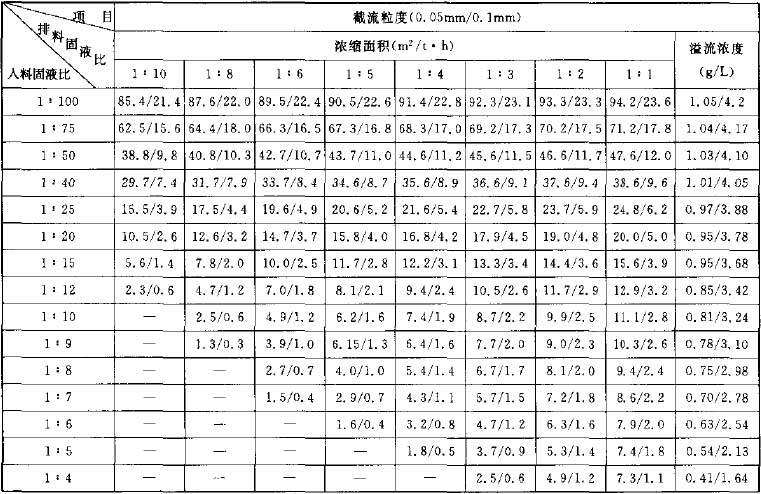 项 目
排料固液比
入料固液比
截流粒度(0.05mm/0.1mm)
浓缩面积(m²/t·h)
溢流浓度
(g/L)
1∶10 1∶8 1∶6 1∶5 1∶4 1∶3 1∶2 1∶1
1∶100 85.4/21.4 87.6/22.0 89.5/22.4 90.5/22.6 91.4/22.8 92.3/23.1 93.3/23.3 94.2/23.6 1.05/4.2
1∶75 62.5/15.6 64.4/18.0 66.3/16.5 67.3/16.8 68.3/17.0 69.2/17.3 70.2/17.5 71.2/17.8 1.04/4.17
1∶50 38.8/9.8 40.8/10.3 42.7/10.7 43.7/11.0 44.6/11.2 45.6/11.5 46.6/11.7 47.6/12.0 1.03/4.10
1∶40 29.7/7.4 31.7/7.9 33.7/8.4 34.6/8.7 35.6/8.9 36.6/9.1 37.6/9.4 38.6/9.6 1.01/4.05
1∶25 15.5/3.9 17.5/4.4 19.6/4.9 20.6/5.2 21.6/5.4 22.7/5.8 23.7/5.9 24.8/6.2 0.97/3.88
1∶20 10.5/2.6 12.6/3.2 14.7/3.7 15.8/4.0 16.8/4.2 17.9/4.5 19.0/4.8 20.0/5.0 0.95/3.78
1∶15 5.6/1.4 7.8/2.0 10.0/2.5 11.7/2.8 12.2/3.1 13.3/3.4 14.4/3.6 15.6/3.9 0.95/3.68
1∶12 2.3/0.6 4.7/1.2 7.0/1.8 8.1/2.1 9.4/2.4 10.5/2.6 11.7/2.9 12.9/3.2 0.85/3.42
1∶10 — 2.5/0.6 4.9/1.2 6.2/1.6 7.4/1.9 8.7/2.2 9.9/2.5 11.1/2.8 0.81/3.24
1∶9 — 1.3/0.3 3.9/1.0 6.15/1.3 6.4/1.6 7.7/2.0 9.0/2.3 10.3/2.6 0.78/3.10
1∶8 — — 2.7/0.7 4.0/1.0 5.4/1.4 6.7/1.7 8.1/2.0 9.4/2.4 0.75/2.98
1∶7 — — 1.5/0.4 2.9/0.7 4.3/1.1 5.7/1.5 7.2/1.8 8.6/2.2 0.70/2.78
1∶6 — — — 1.6/0.4 3.2/0.8 4.7/1.2 6.3/1.6 7.9/2.0 0.63/2.54
1∶5 — — — — 1.8/0.5 3.7/0.9 5.3/1.4 7.4/1.8 0.54/2.13
1∶4 — — — — — 2.5/0.6 4.9/1.2 7.3/1.1 0.41/1.64